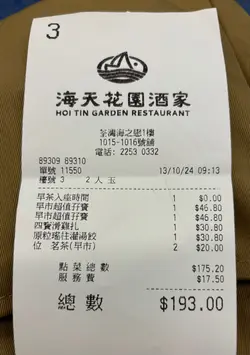 3
海天花園酒家
HOI TIN GARDEN RESTAURANT
荃灣海之戀1樓
1015-1016號舖
電話: 2253 0332
89309 89310
單號 11550 13/10/24 09:13
檯號 3 2人 王
早茶入座時間 1 $0.00
早市超值孖寶 1 $46.80
早市超值孖寶 1 $46.80
四寶滑雞扎 1 $30.80
原粒瑤柱灌湯餃 1 $30.80
位 茗茶(早市) 2 $20.00
點菜總數 $175.20
服務費 $17.50
總數 $193.00